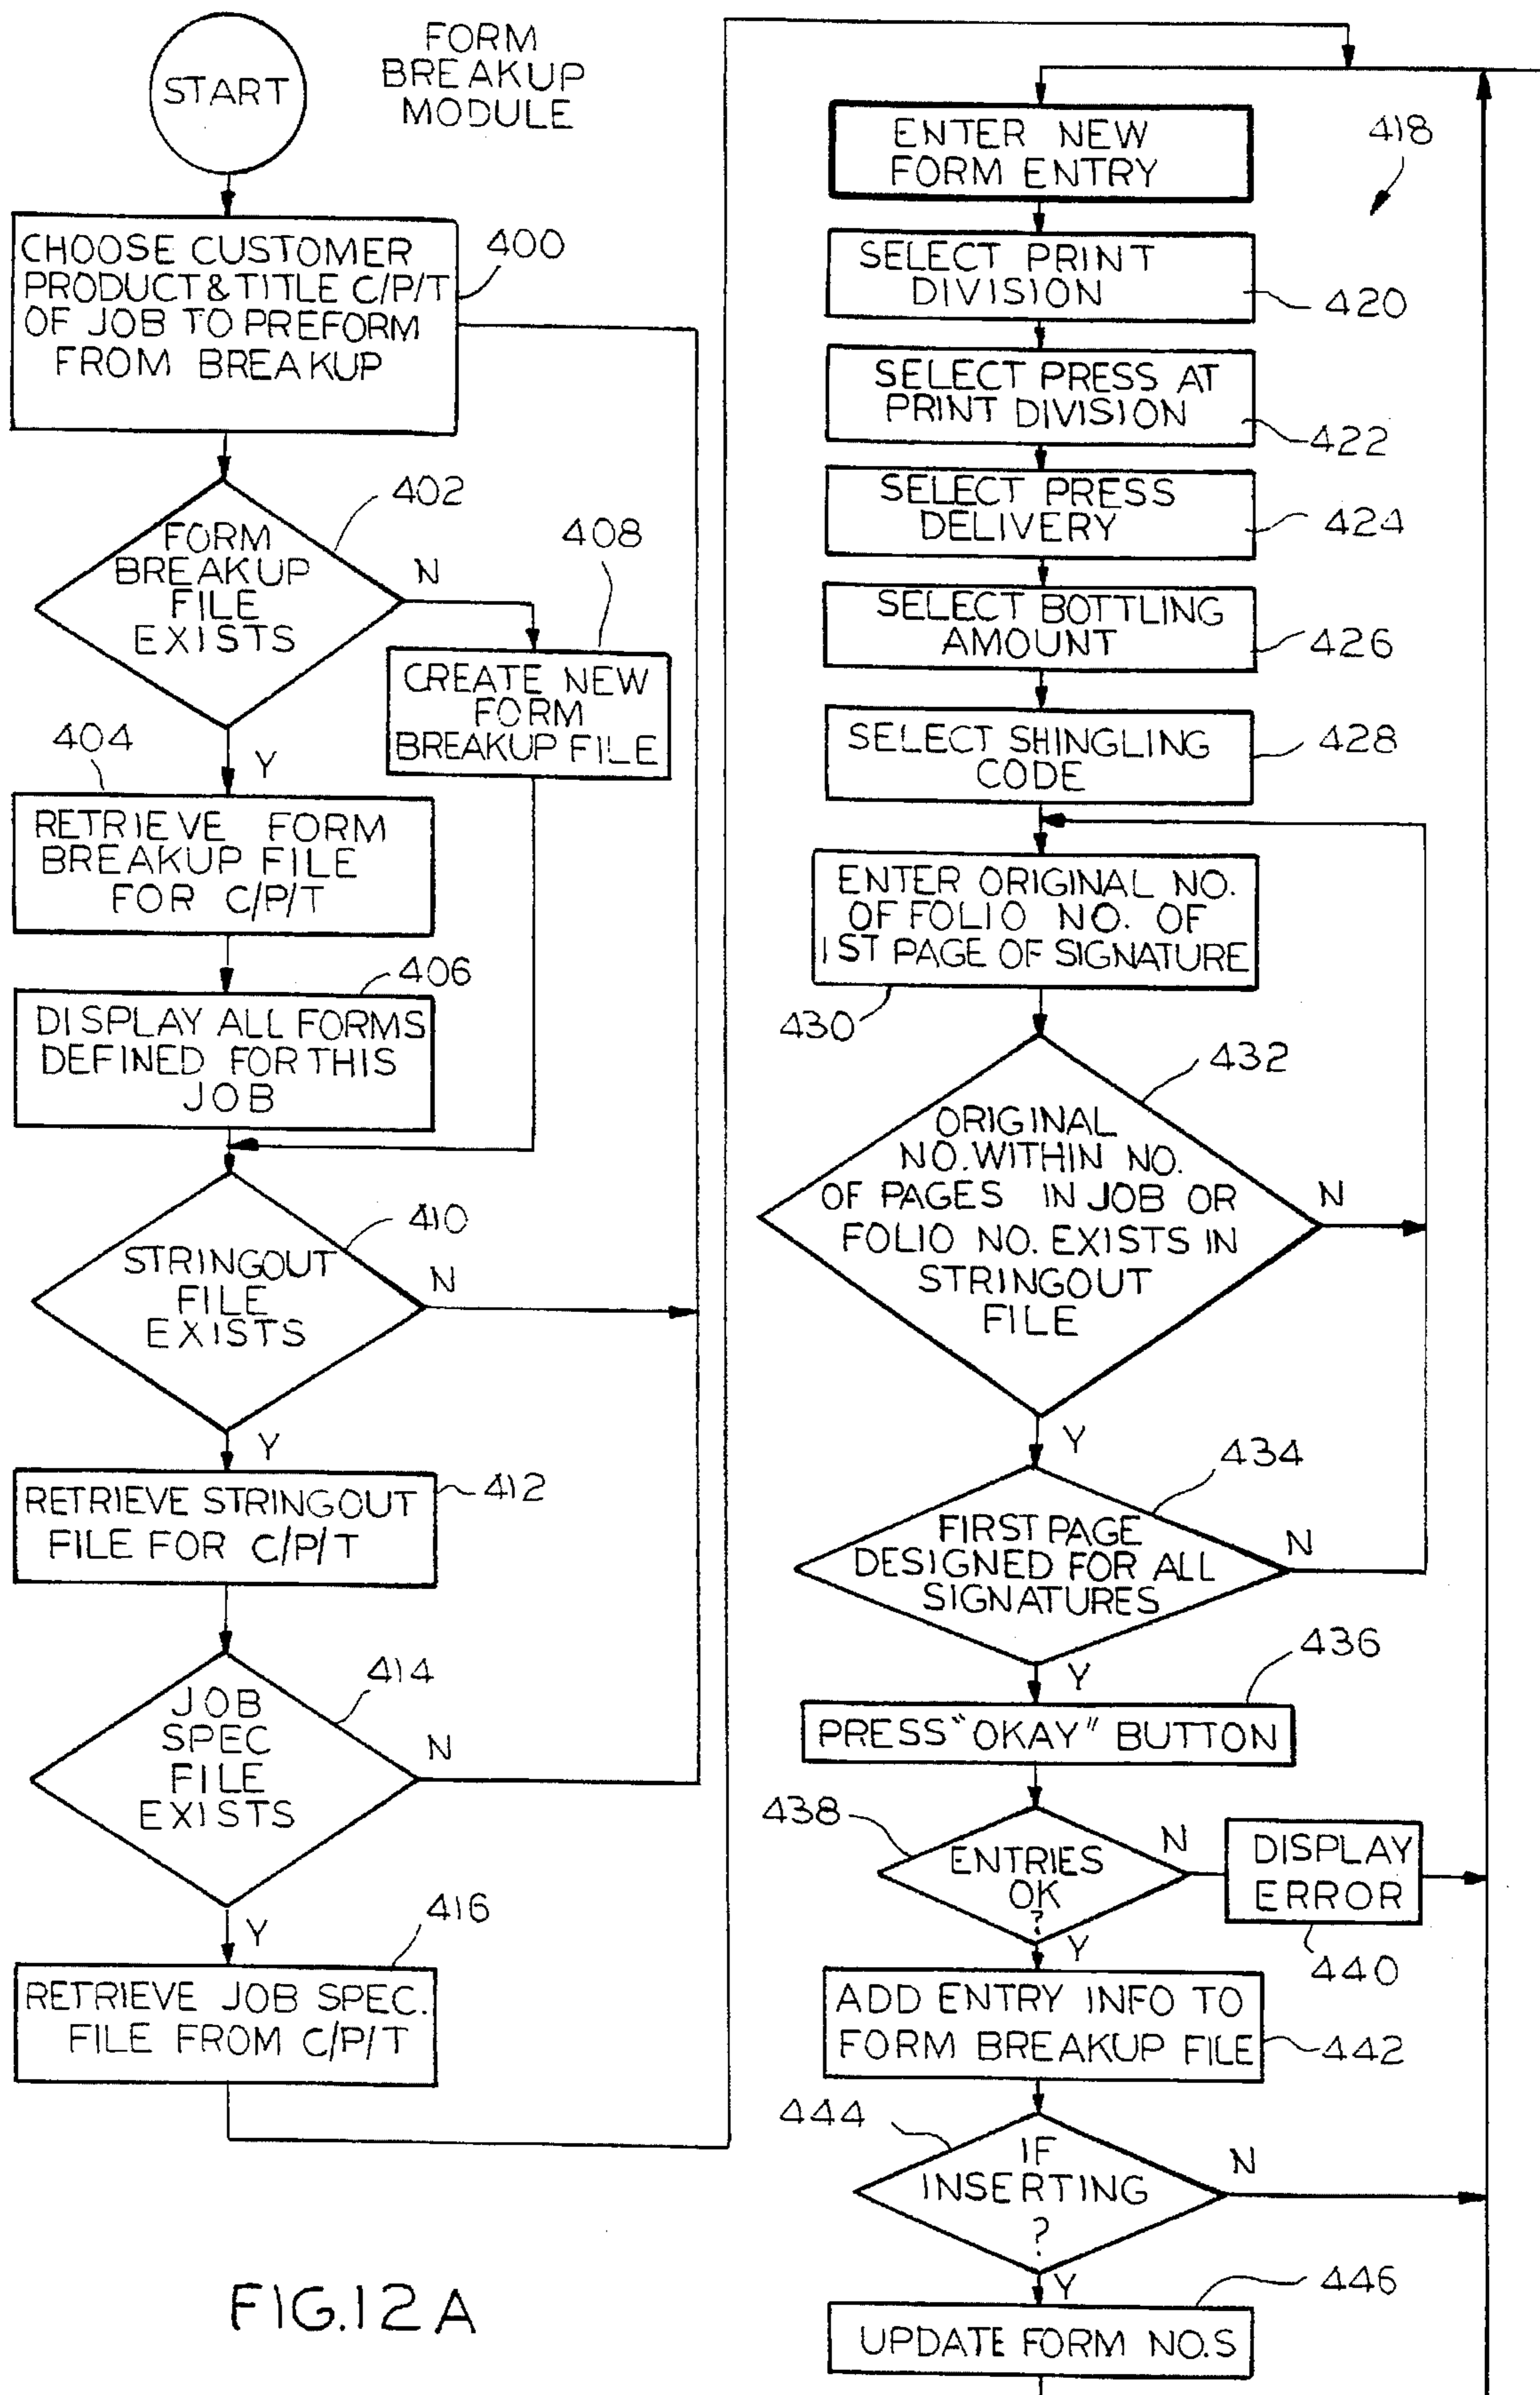 START
FORM
BREAKUP
MODULE
CHOOSE CUSTOMER
PRODUCT & TITLE C/P/T
OF JOB TO PREFORM
FROM BREAKUP
400
FORM
BREAKUP
FILE
EXISTS
402
N
Y
408
CREATE NEW
FORM
BREAKUP FILE
404
RETRIEVE FORM
BREAKUP FILE
FOR C/P/T
406
DISPLAY ALL FORMS
DEFINED FOR THIS
JOB
410
STRINGOUT
FILE
EXISTS
N
Y
RETRIEVE STRINGOUT
FILE FOR C/P/T
412
414
JOB
SPEC
FILE
EXISTS
N
Y
416
RETRIEVE JOB SPEC.
FILE FROM C/P/T
FIG.12A
418
ENTER NEW
FORM ENTRY
SELECT PRINT
DIVISION
420
SELECT PRESS AT
PRINT DIVISION
422
SELECT PRESS
DELIVERY
424
SELECT BOTTLING
AMOUNT
426
SELECT SHINGLING
CODE
428
ENTER ORIGINAL NO.
OF FOLIO NO. OF
1ST PAGE OF SIGNATURE
430
432
ORIGINAL
NO. WITHIN NO.
OF PAGES IN JOB OR
FOLIO NO. EXISTS IN
STRINGOUT
FILE
N
Y
434
FIRST PAGE
DESIGNED FOR ALL
SIGNATURES
N
Y
436
PRESS "OKAY" BUTTON
438
ENTRIES
OK
?
N
Y
DISPLAY
ERROR
440
ADD ENTRY INFO TO
FORM BREAKUP FILE
442
444
IF
INSERTING
?
N
Y
446
UPDATE FORM NO.S